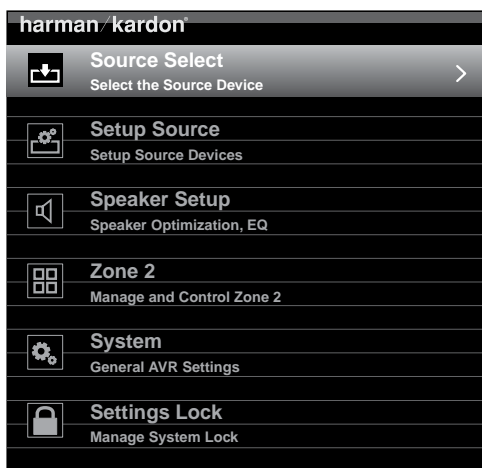 harman/kardon®
Source Select
Select the Source Device
Setup Source
Setup Source Devices
Speaker Setup
Speaker Optimization, EQ
Zone 2
Manage and Control Zone 2
System
General AVR Settings
Settings Lock
Manage System Lock